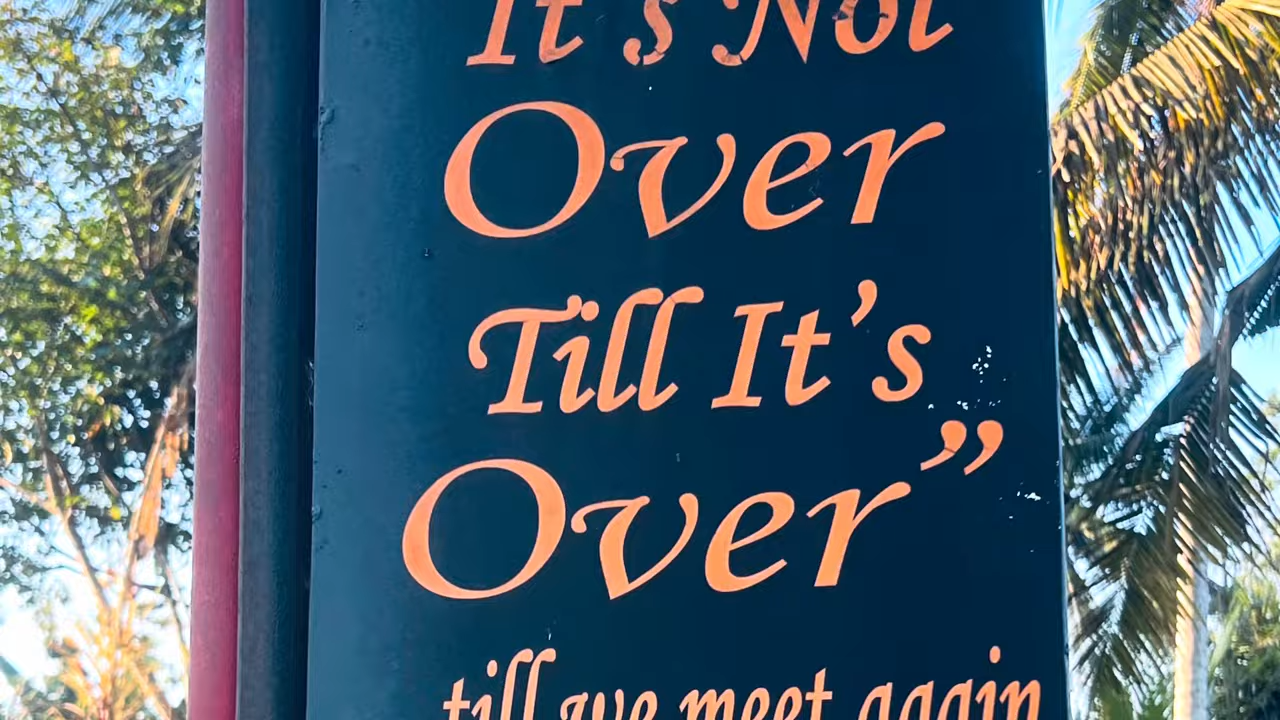 It's Not
Over
Till It's
Over”
till we meet again